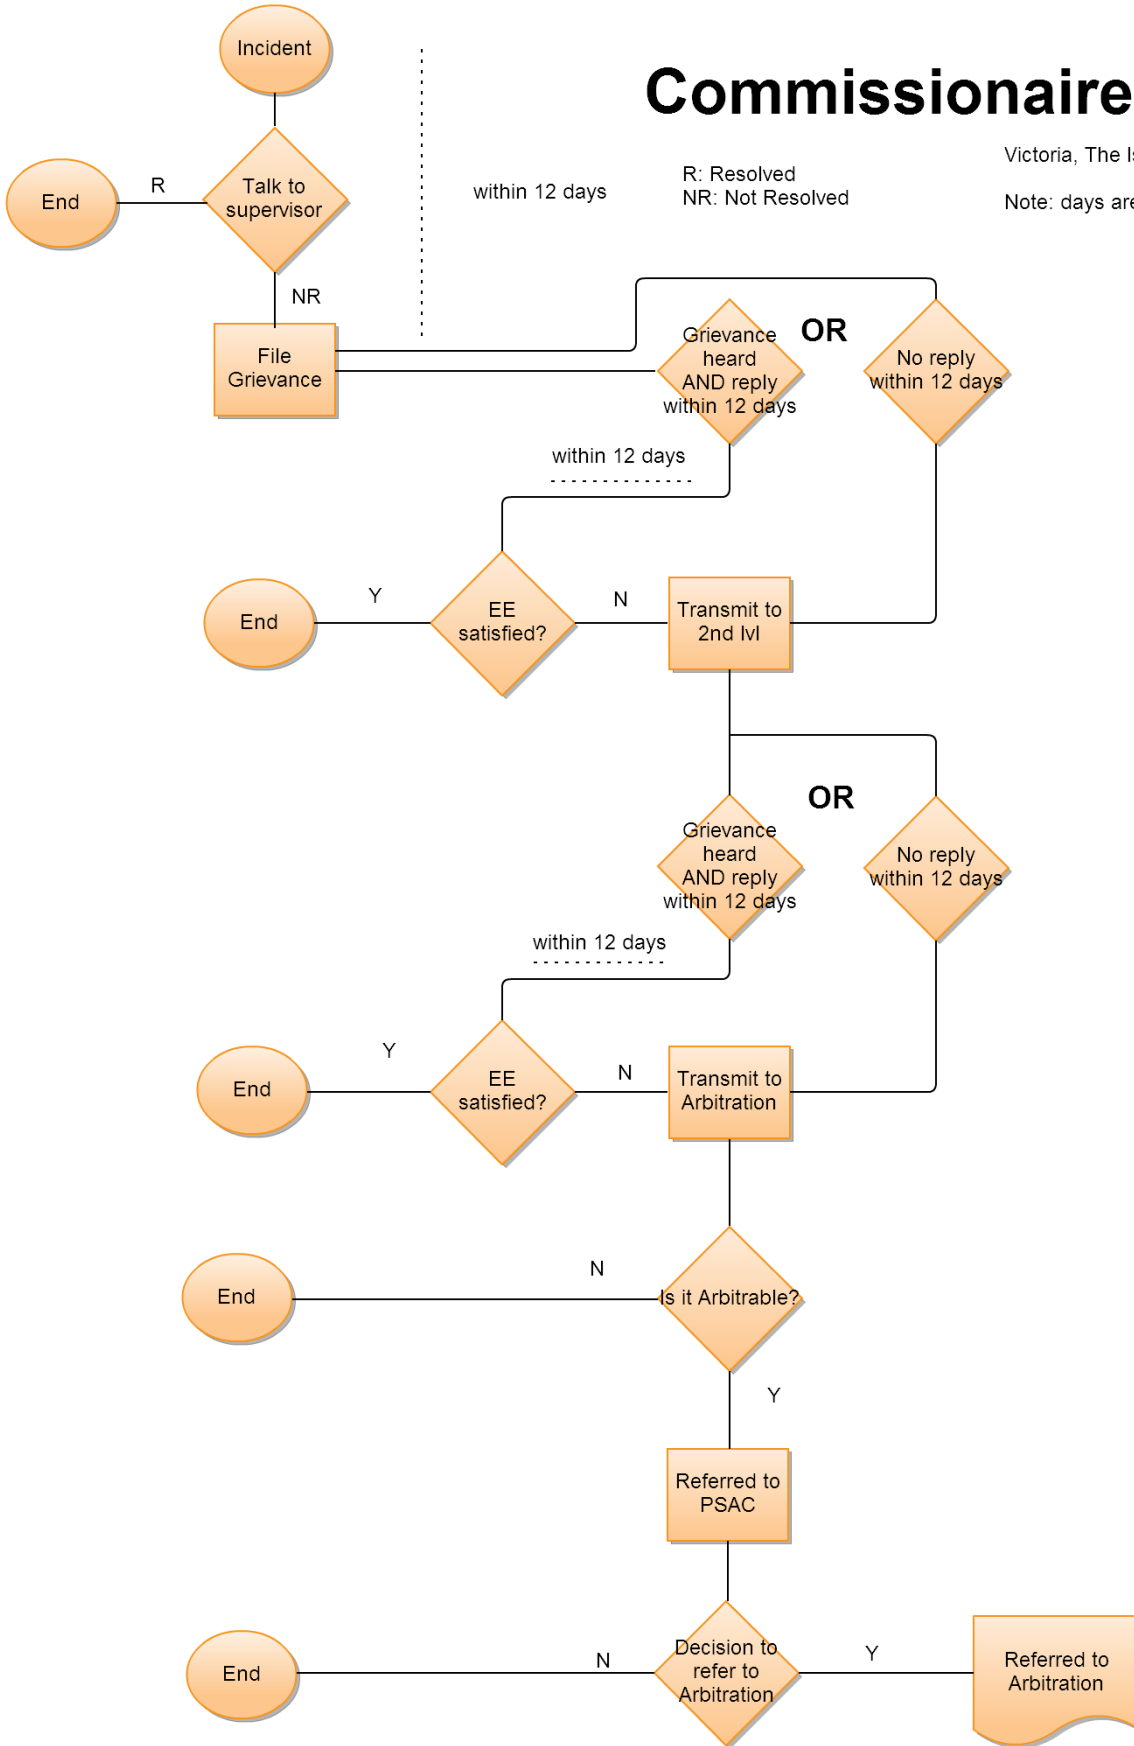 Incident
Commissionaire
Victoria, The Is
R: Resolved
NR: Not Resolved
Note: days are
within 12 days
End
R
Talk to
supervisor
NR
File
Grievance
Grievance
heard
AND reply
within 12 days
OR
No reply
within 12 days
within 12 days
End
Y
EE
satisfied?
N
Transmit to
2nd lvl
OR
Grievance
heard
AND reply
within 12 days
No reply
within 12 days
within 12 days
End
Y
EE
satisfied?
N
Transmit to
Arbitration
End
N
Is it Arbitrable?
Y
Referred to
PSAC
End
N
Decision to
refer to
Arbitration
Y
Referred to
Arbitration